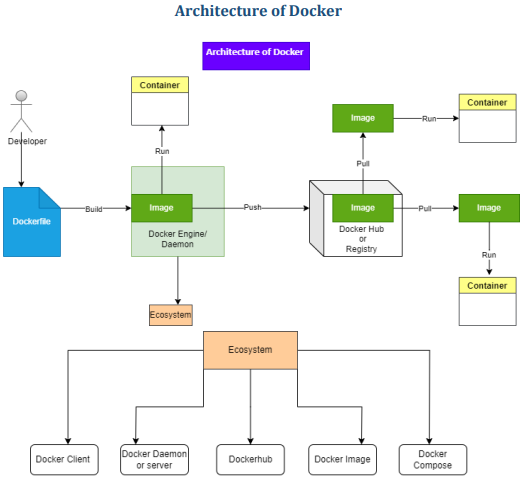 Architecture of Docker
Architecture of Docker
Container
Container
Image
Run
Developer
Run
Pull
Dockerfile
Build
Image
Push
Image
Pull
Image
Docker Engine/
Daemon
Docker Hub
or
Registry
Run
Container
Ecosystem
Ecosystem
Docker Client
Docker Daemon
or server
Dockerhub
Docker Image
Docker
Compose